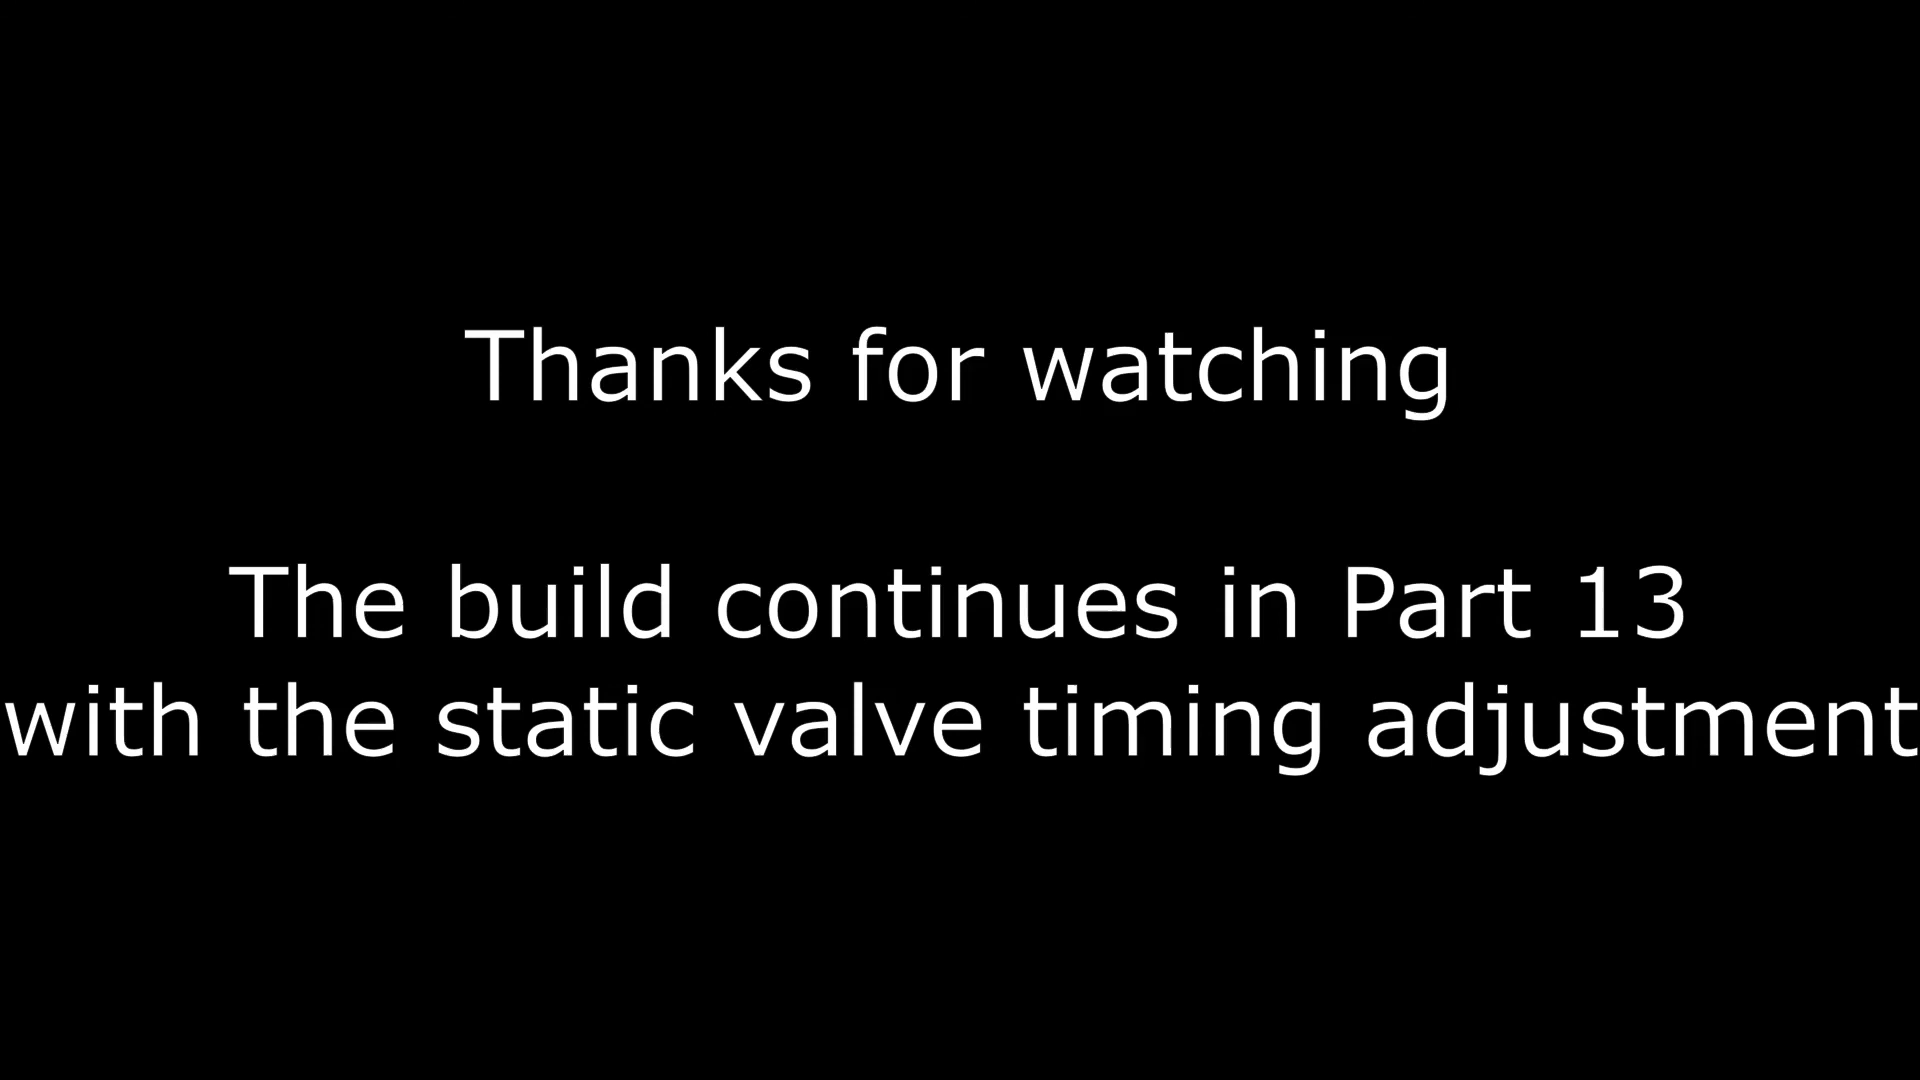 Thanks for watching
The build continues in Part 13
with the static valve timing adjustment